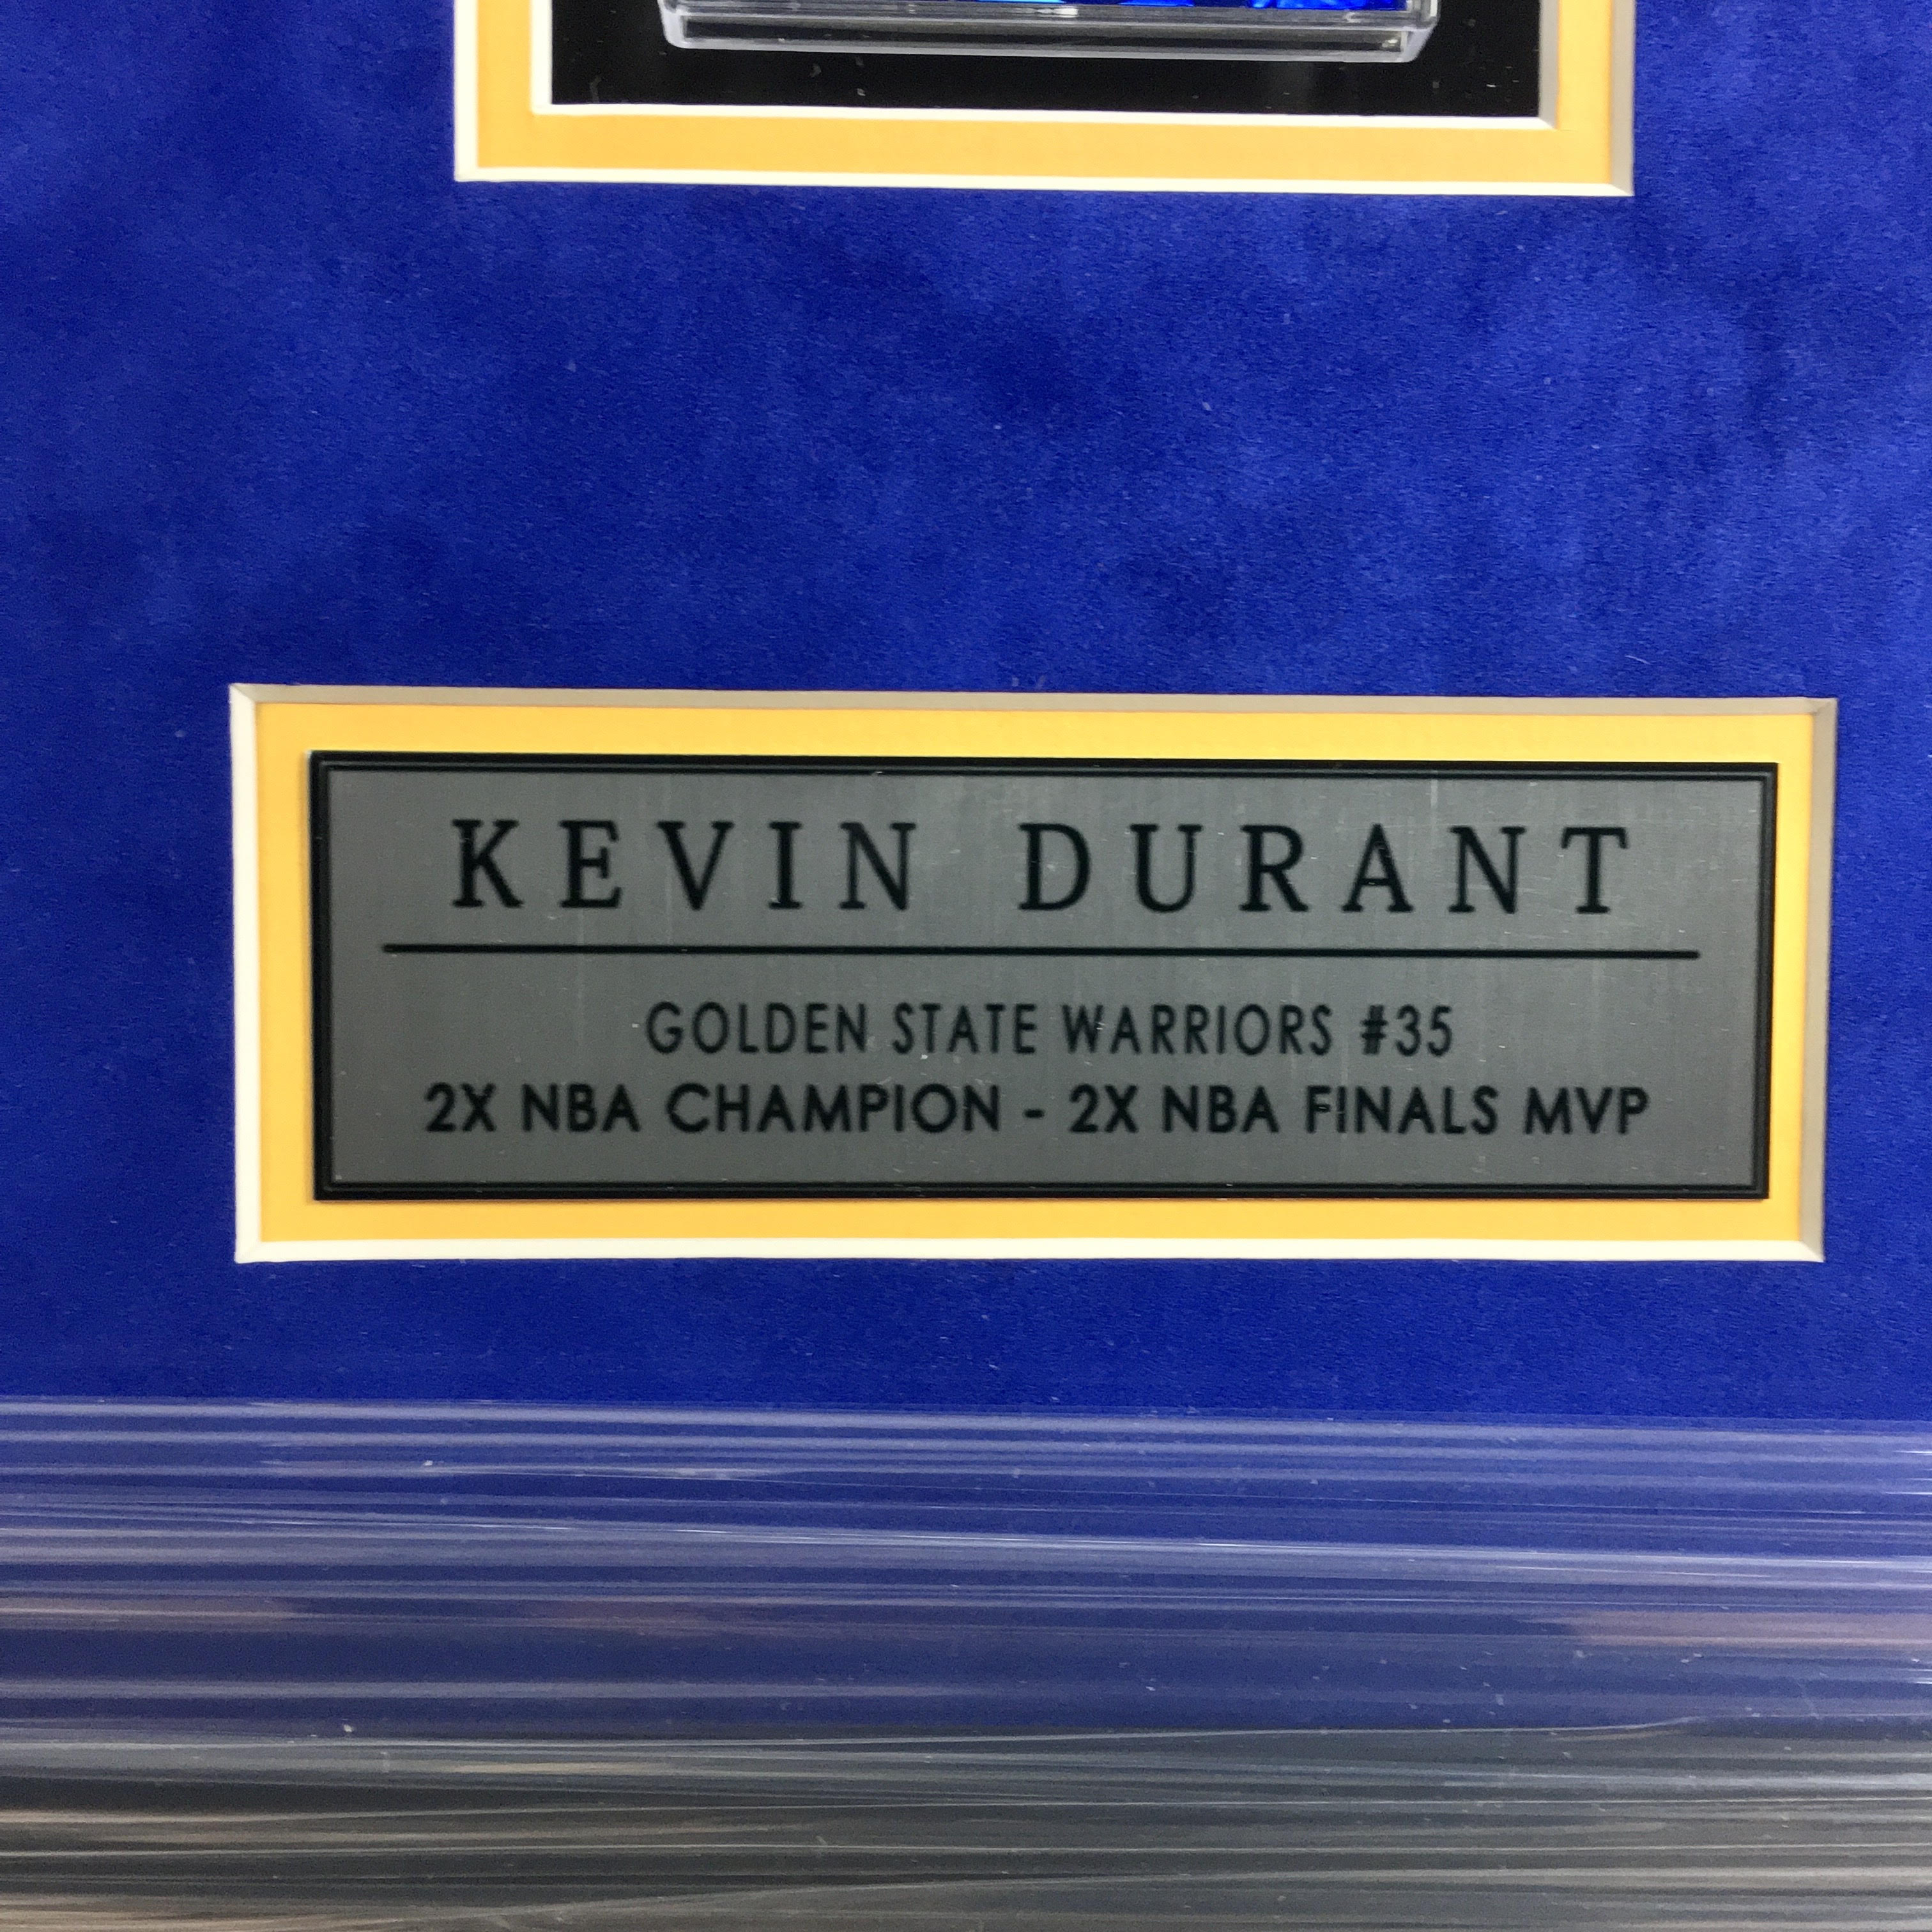 KEVIN DURANT
GOLDEN STATE WARRIORS #35
2X NBA CHAMPION - 2X NBA FINALS MVP